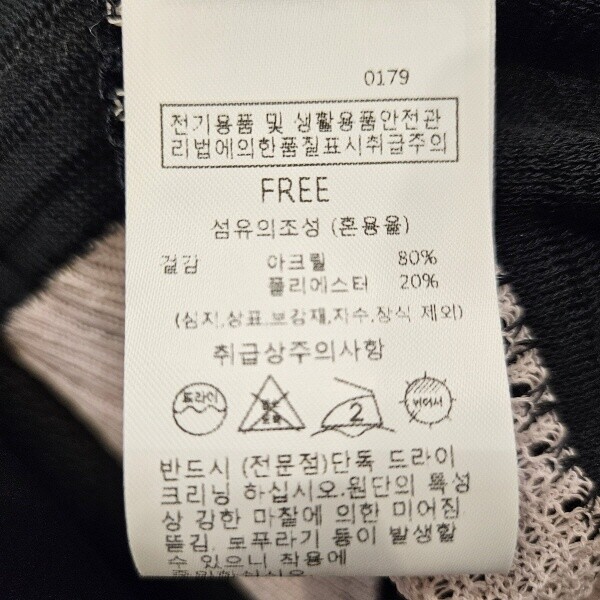 0179
전기용품 및 생활용품안전관
리법에의한품질표시취급주의
FREE
섬유의조성 (혼용율)
겉감 아크릴 80%
폴리에스터 20%
(심지,상표,보강재,자수,장식 제외)
취급상주의사항
드라이
2
뉘어서
반드시 (전문점)단독 드라이
크리닝 하십시오.원단의 특성
상 강한 마찰에 의한 미어짐
뜯김, 보푸라기 등이 발생할
수 있으니 착용에